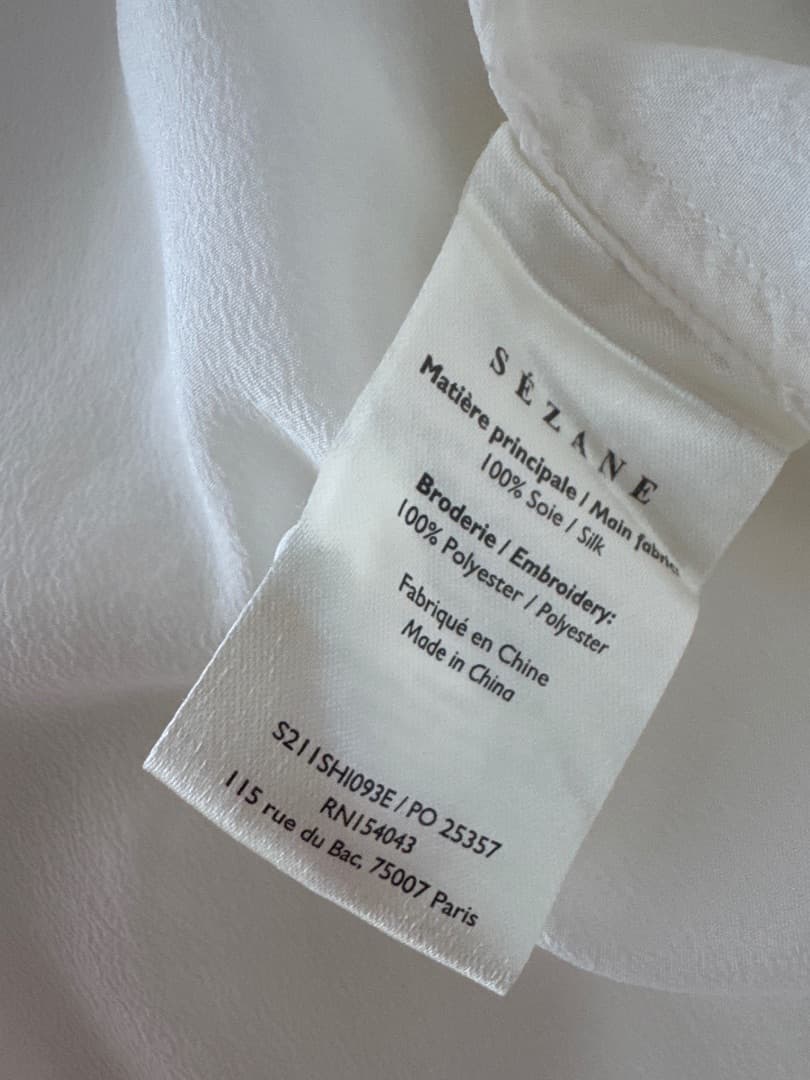 SÉZANE
Matière principale / Main fabric
100% Soie / Silk
Broderie / Embroidery:
100% Polyester / Polyester
Fabriqué en Chine
Made in China
S211SH1093E / PO 25357
RN154043
115 rue du Bac, 75007 Paris